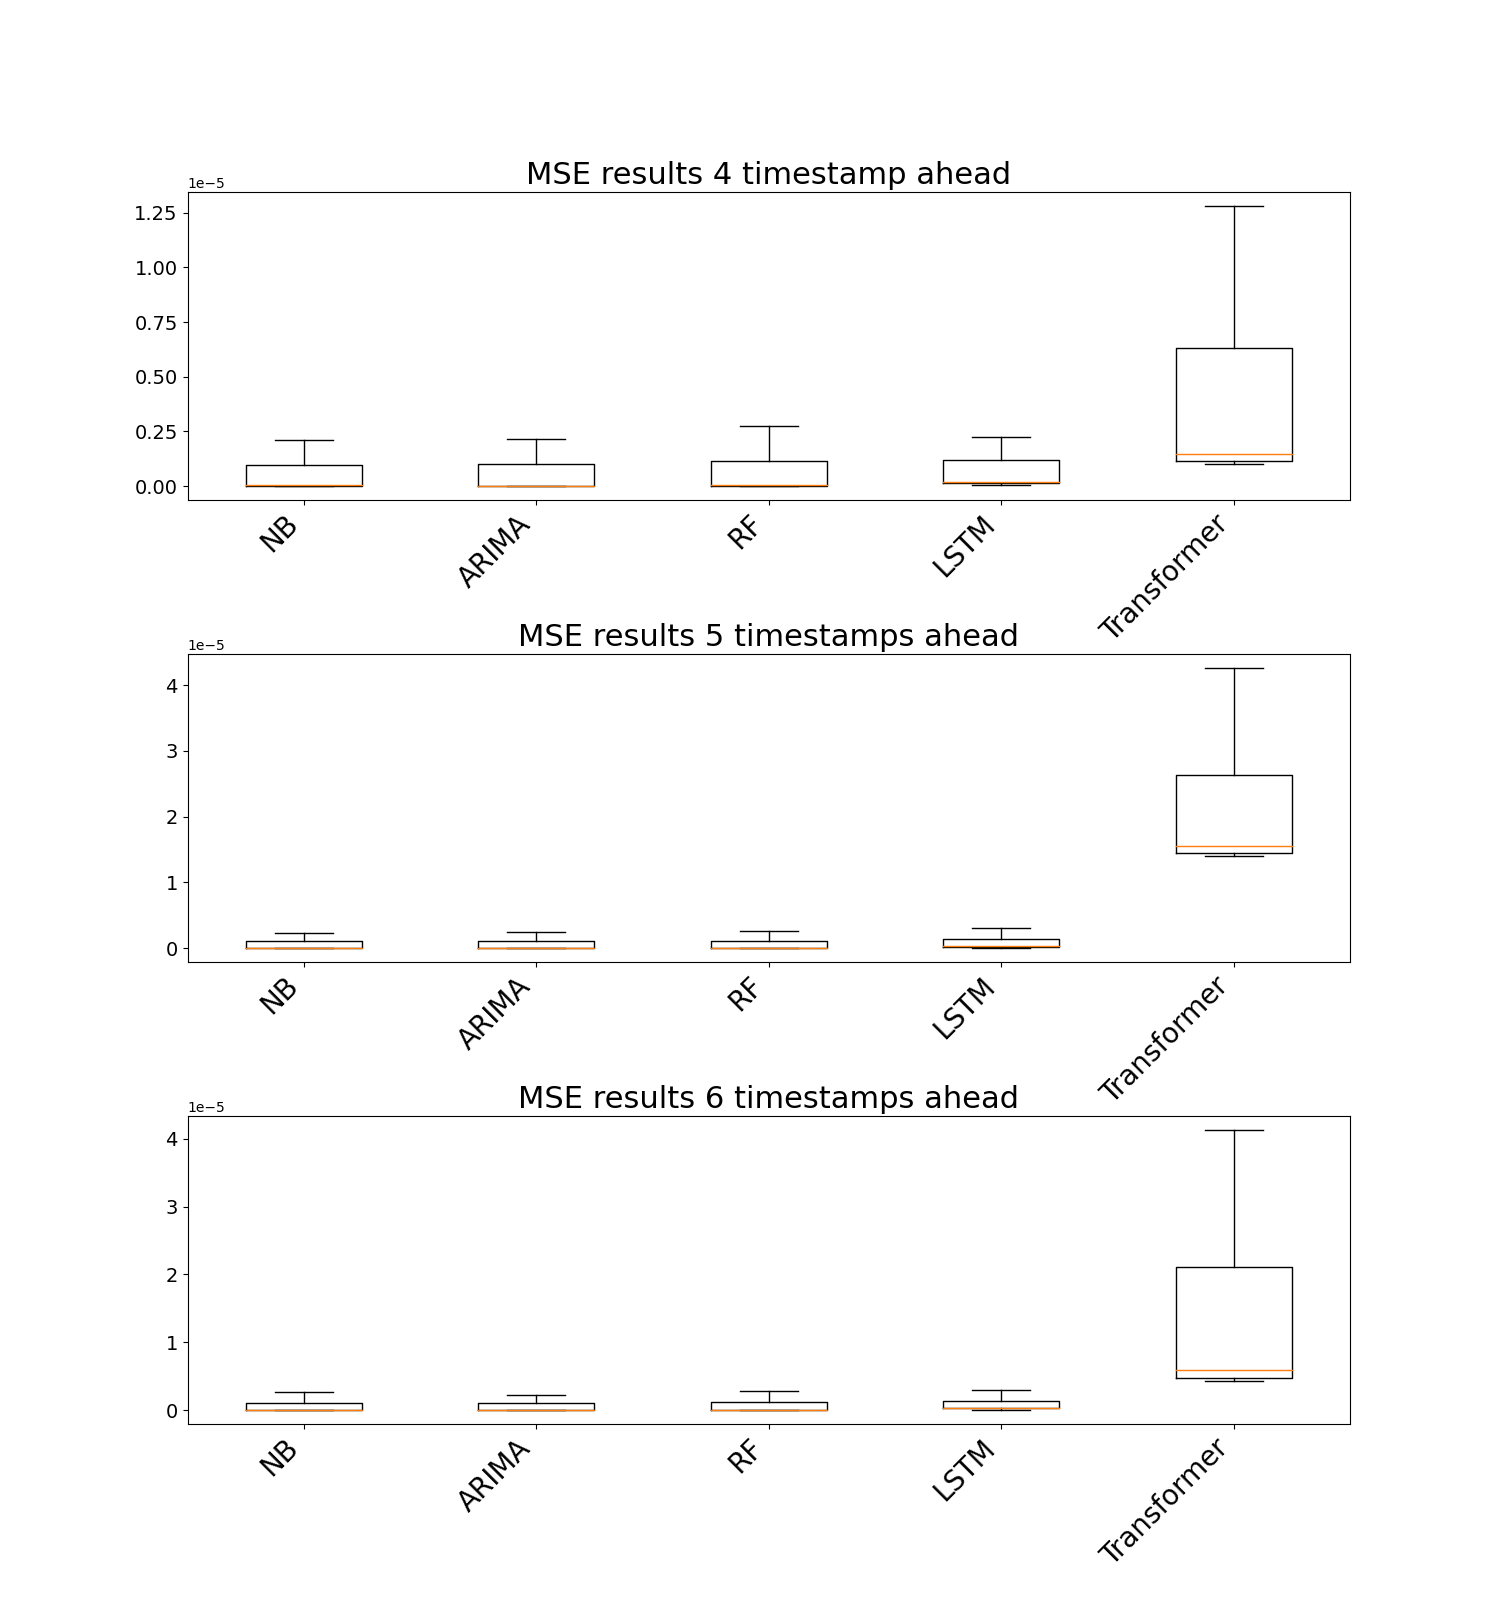 MSE results 4 timestamp ahead
1e−5
1.25
1.00
0.75
0.50
0.25
0.00
NB
ARIMA
RF
LSTM
Transformer
MSE results 5 timestamps ahead
1e−5
4
3
2
1
0
NB
ARIMA
RF
LSTM
Transformer
MSE results 6 timestamps ahead
1e−5
4
3
2
1
0
NB
ARIMA
RF
LSTM
Transformer